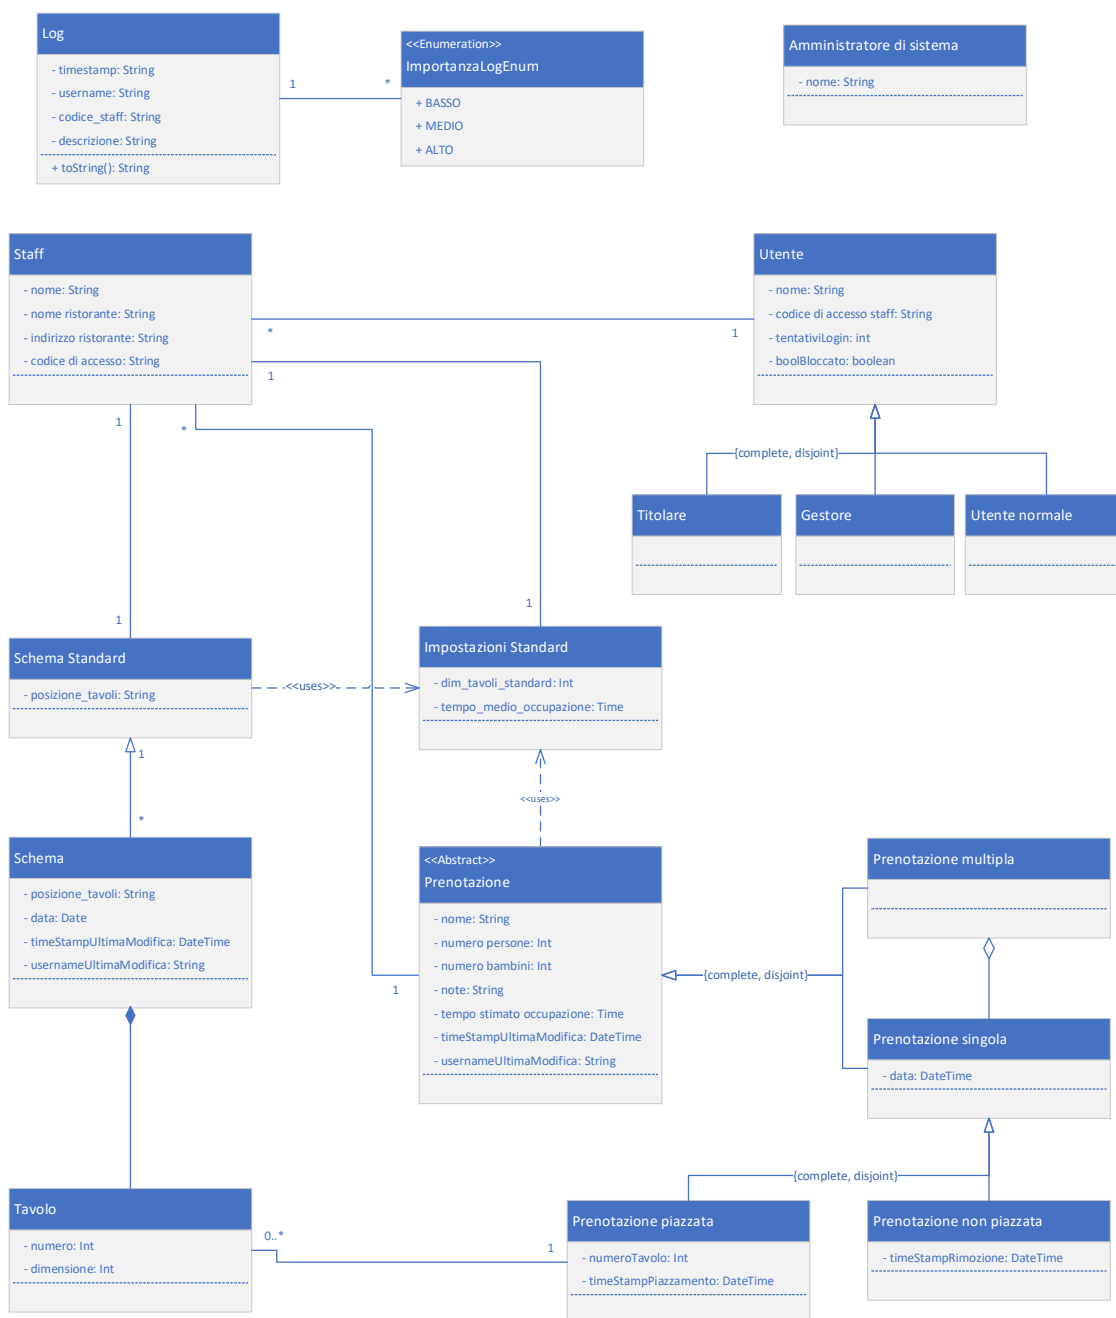 Log
- timestamp: String
- username: String
- codice_staff: String
- descrizione: String
+ toString(): String
1
*
<<Enumeration>>
ImportanzaLogEnum
+ BASSO
+ MEDIO
+ ALTO
Amministratore di sistema
- nome: String
Staff
- nome: String
- nome ristorante: String
- indirizzo ristorante: String
- codice di accesso: String
*
1
Utente
- nome: String
- codice di accesso staff: String
- tentativiLogin: int
- boolBloccato: boolean
1
1
*
{complete, disjoint}
Titolare
Gestore
Utente normale
1
1
Schema Standard
- posizione_tavoli: String
<<uses>>
Impostazioni Standard
- dim_tavoli_standard: Int
- tempo_medio_occupazione: Time
1
*
<<uses>>
Schema
- posizione_tavoli: String
- data: Date
- timeStampUltimaModifica: DateTime
- usernameUltimaModifica: String
<<Abstract>>
Prenotazione
- nome: String
- numero persone: Int
- numero bambini: Int
- note: String
- tempo stimato occupazione: Time
- timeStampUltimaModifica: DateTime
- usernameUltimaModifica: String
1
{complete, disjoint}
Prenotazione multipla
Prenotazione singola
- data: DateTime
{complete, disjoint}
Tavolo
- numero: Int
- dimensione: Int
0..*
1
Prenotazione piazzata
- numeroTavolo: Int
- timeStampPiazzamento: DateTime
Prenotazione non piazzata
- timeStampRimozione: DateTime